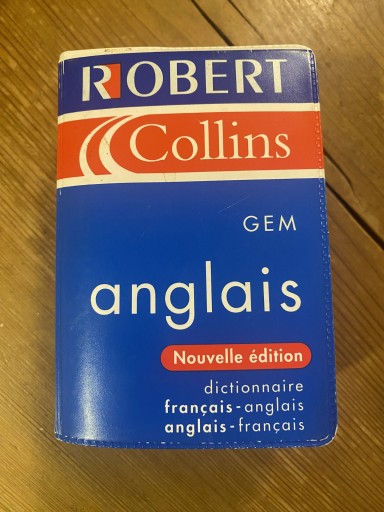 ROBERT
Collins
GEM
anglais
Nouvelle édition
dictionnaire
français-anglais
anglais-français